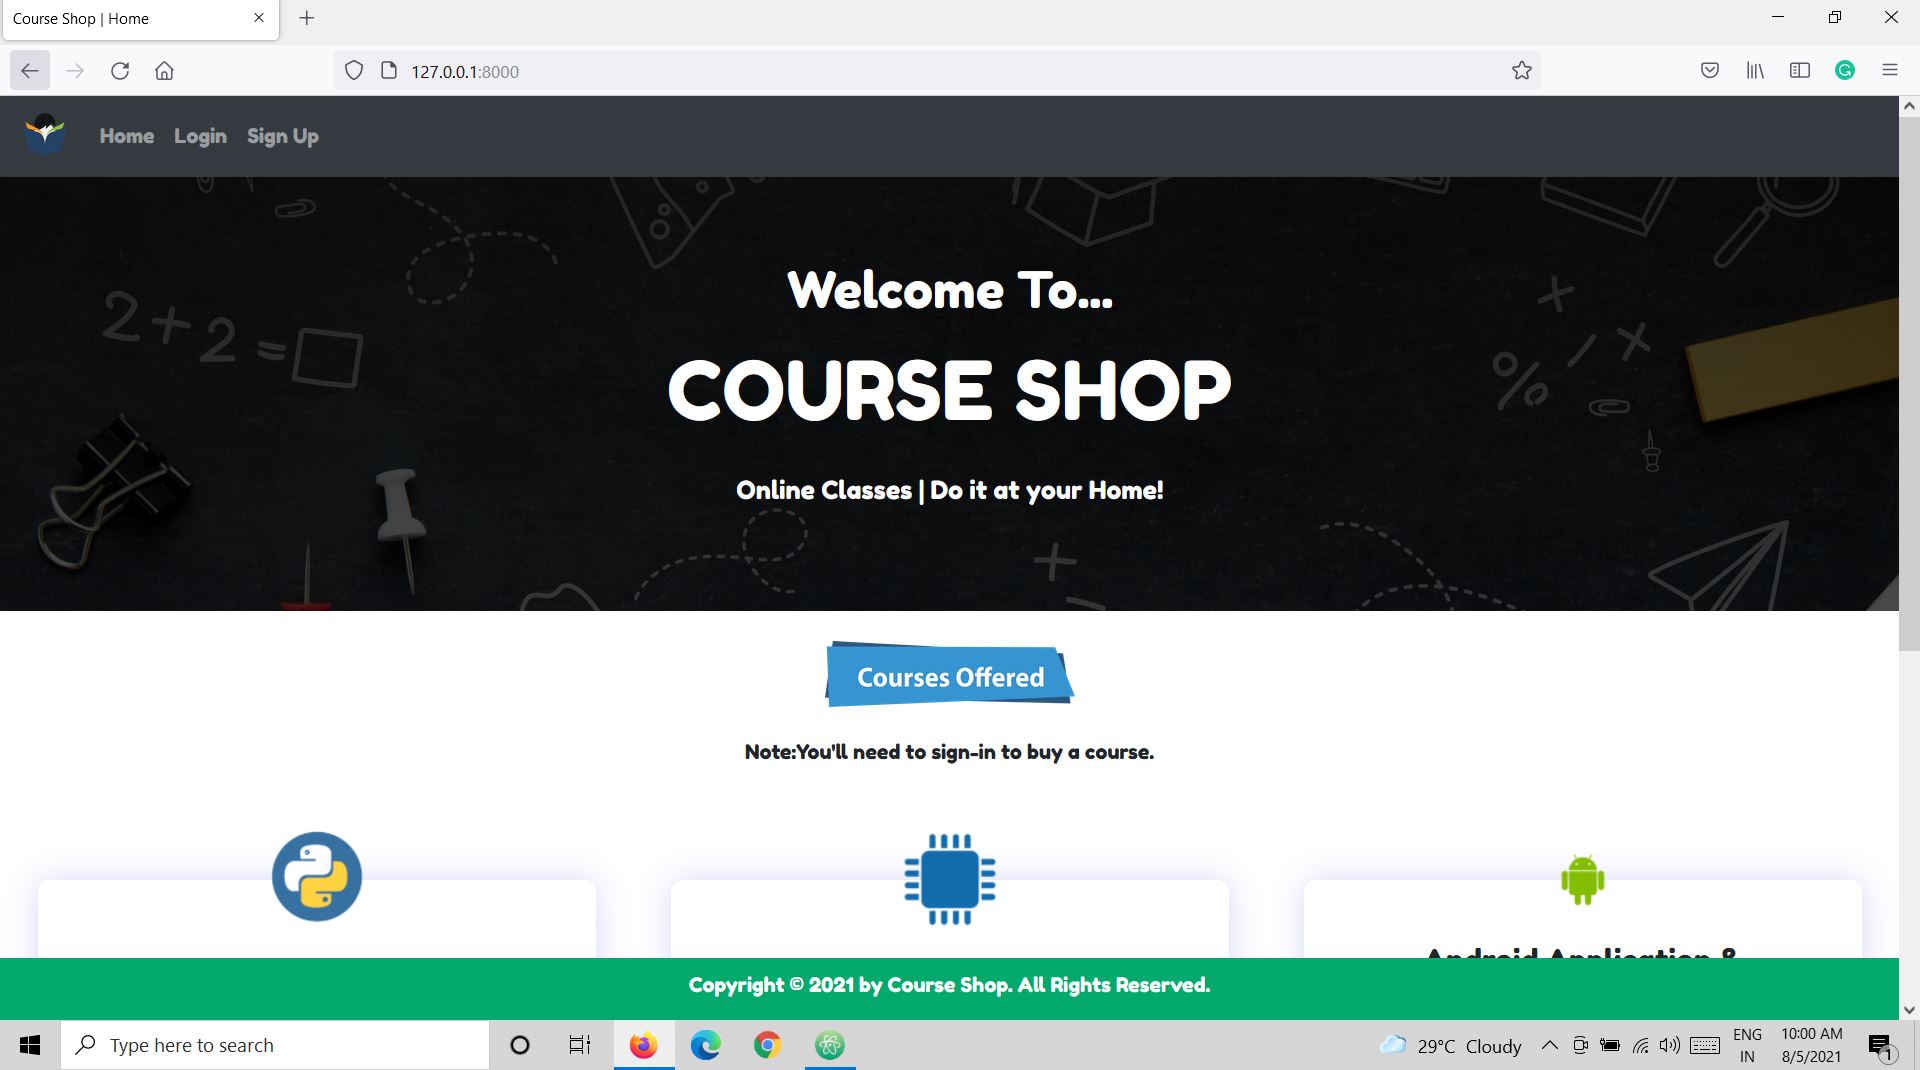 Course Shop | Home
127.0.0.1:8000
Home Login Sign Up
2+2=
Welcome To...
COURSE SHOP
Online Classes | Do it at your Home!
Courses Offered
Note:You'll need to sign-in to buy a course.
Android Application &
Copyright © 2021 by Course Shop. All Rights Reserved.
Type here to search
29°C Cloudy
ENG
IN
10:00 AM
8/5/2021
1